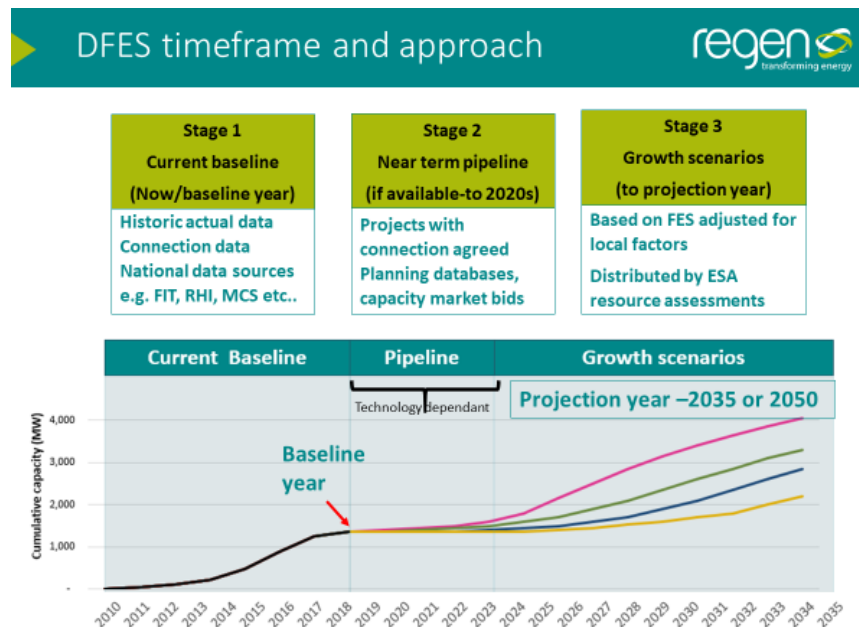 DFES timeframe and approach
regen
transforming energy
Stage 1
Current baseline
(Now/baseline year)
Historic actual data
Connection data
National data sources
e.g. FIT, RHI, MCS etc..
Stage 2
Near term pipeline
(if available-to 2020s)
Projects with
connection agreed
Planning databases,
capacity market bids
Stage 3
Growth scenarios
(to projection year)
Based on FES adjusted for
local factors
Distributed by ESA
resource assessments
Current Baseline
Pipeline
Growth scenarios
Technology dependant
Projection year –2035 or 2050
Baseline
year
Cumulative capacity (MW)
4,000
3,000
2,000
1,000
-
2010
2011
2012
2013
2014
2015
2016
2017
2018
2019
2020
2021
2022
2023
2024
2025
2026
2027
2028
2029
2030
2031
2032
2033
2034
2035